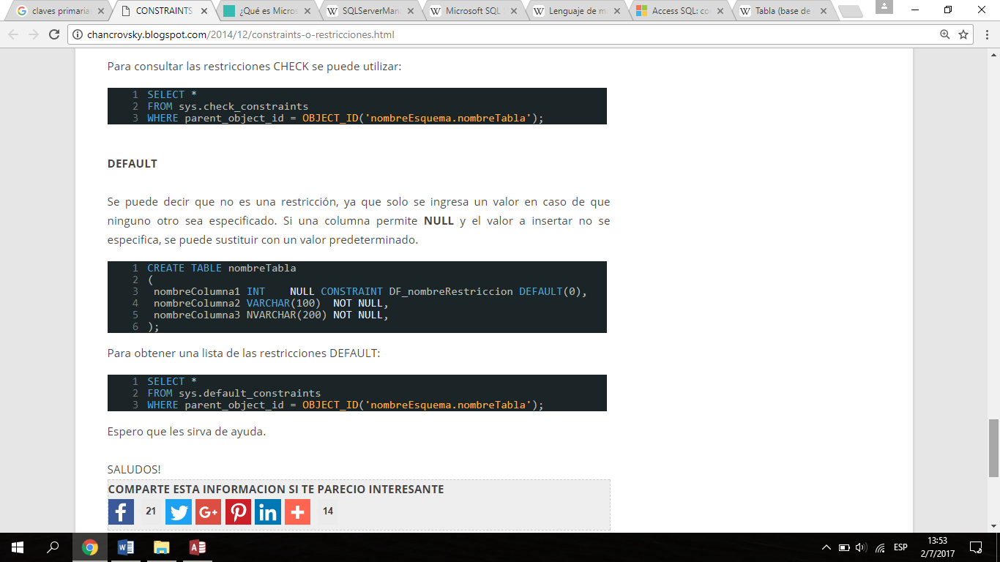 claves primaria
CONSTRAINTS
¿Qué es Micros
SQLServerMan
Microsoft SQL
Lenguaje de m
Access SQL: co
Tabla (base de
chancrovsky.blogspot.com/2014/12/constraints-o-restricciones.html
Para consultar las restricciones CHECK se puede utilizar:
1 SELECT *
2 FROM sys.check_constraints
3 WHERE parent_object_id = OBJECT_ID('nombreEsquema.nombreTabla');
DEFAULT
Se puede decir que no es una restricción, ya que solo se ingresa un valor en caso de que
ninguno otro sea especificado. Si una columna permite NULL y el valor a insertar no se
especifica, se puede sustituir con un valor predeterminado.
1 CREATE TABLE nombreTabla
2 (
3 nombreColumna1 INT NULL CONSTRAINT DF_nombreRestriccion DEFAULT(0),
4 nombreColumna2 VARCHAR(100) NOT NULL,
5 nombreColumna3 NVARCHAR(200) NOT NULL,
6 );
Para obtener una lista de las restricciones DEFAULT:
1 SELECT *
2 FROM sys.default_constraints
3 WHERE parent_object_id = OBJECT_ID('nombreEsquema.nombreTabla');
Espero que les sirva de ayuda.
SALUDOS!
COMPARTE ESTA INFORMACION SI TE PARECIO INTERESANTE
21
14
ESP
13:53
2/7/2017